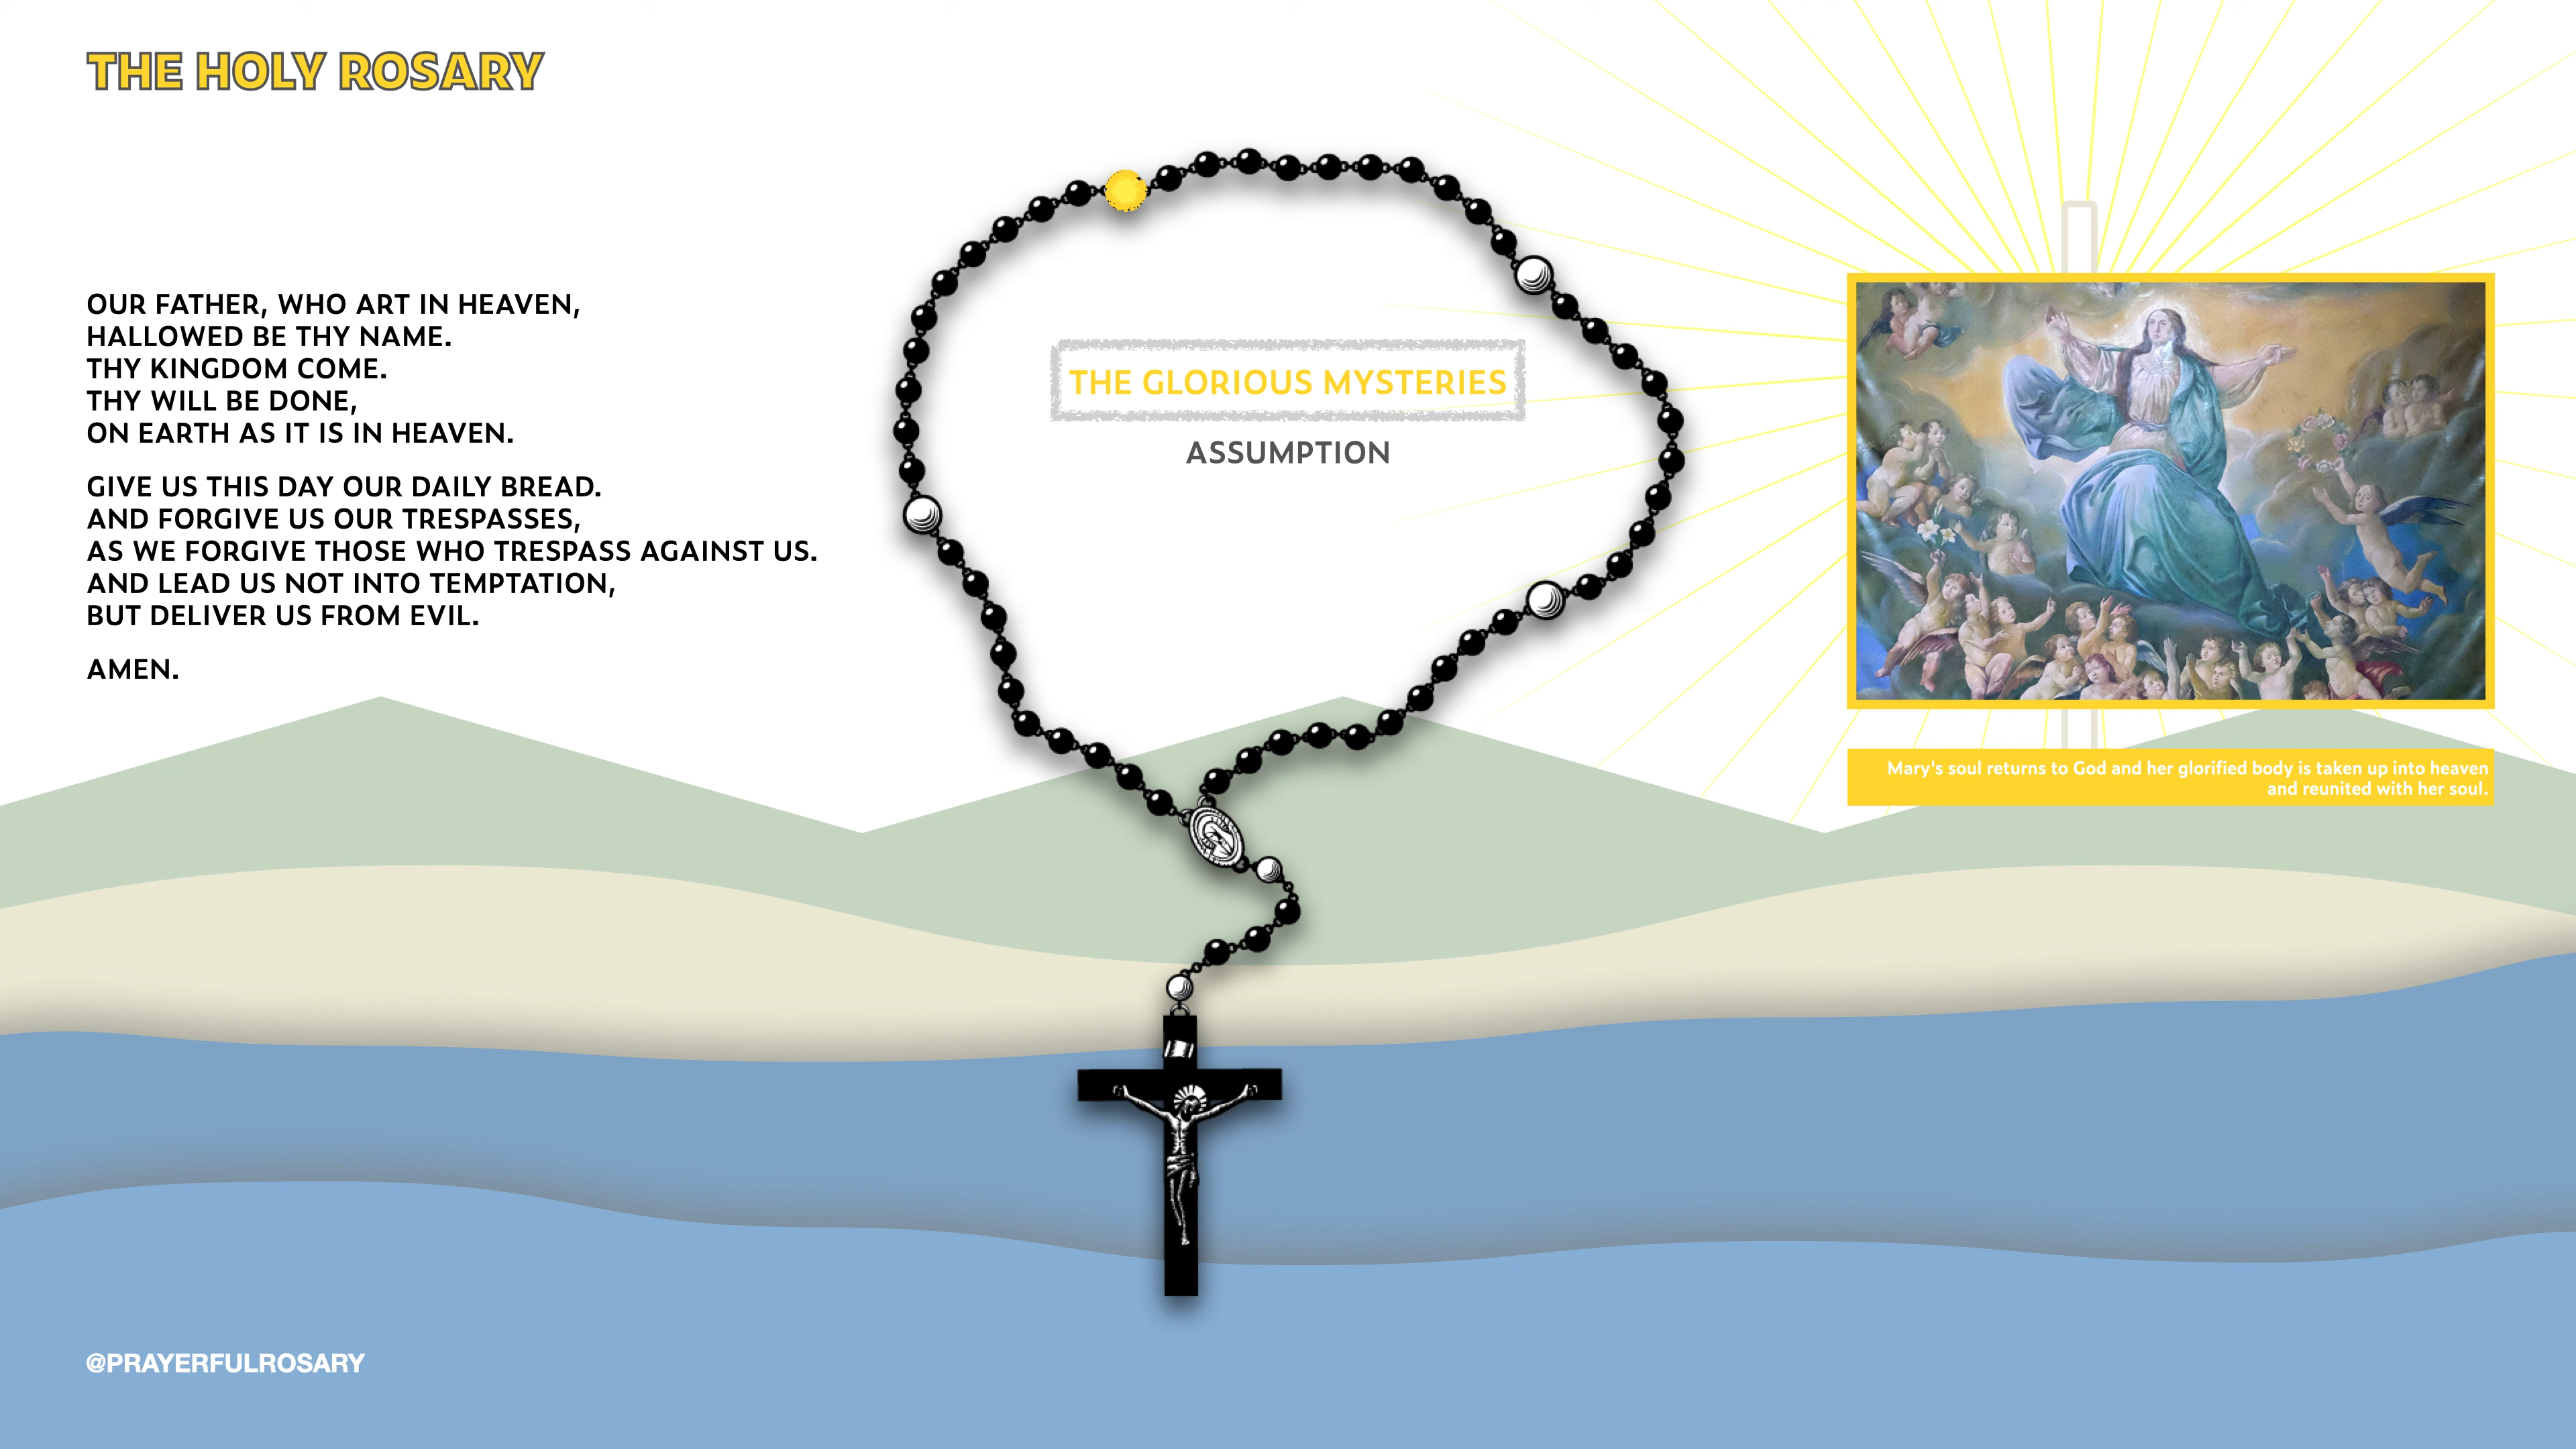 THE HOLY ROSARY
OUR FATHER, WHO ART IN HEAVEN,
HALLOWED BE THY NAME.
THY KINGDOM COME.
THY WILL BE DONE,
ON EARTH AS IT IS IN HEAVEN.
GIVE US THIS DAY OUR DAILY BREAD.
AND FORGIVE US OUR TRESPASSES,
AS WE FORGIVE THOSE WHO TRESPASS AGAINST US.
AND LEAD US NOT INTO TEMPTATION,
BUT DELIVER US FROM EVIL.
AMEN.
THE GLORIOUS MYSTERIES
ASSUMPTION
Mary's soul returns to God and her glorified body is taken up into heaven
and reunited with her soul.
@PRAYERFULROSARY